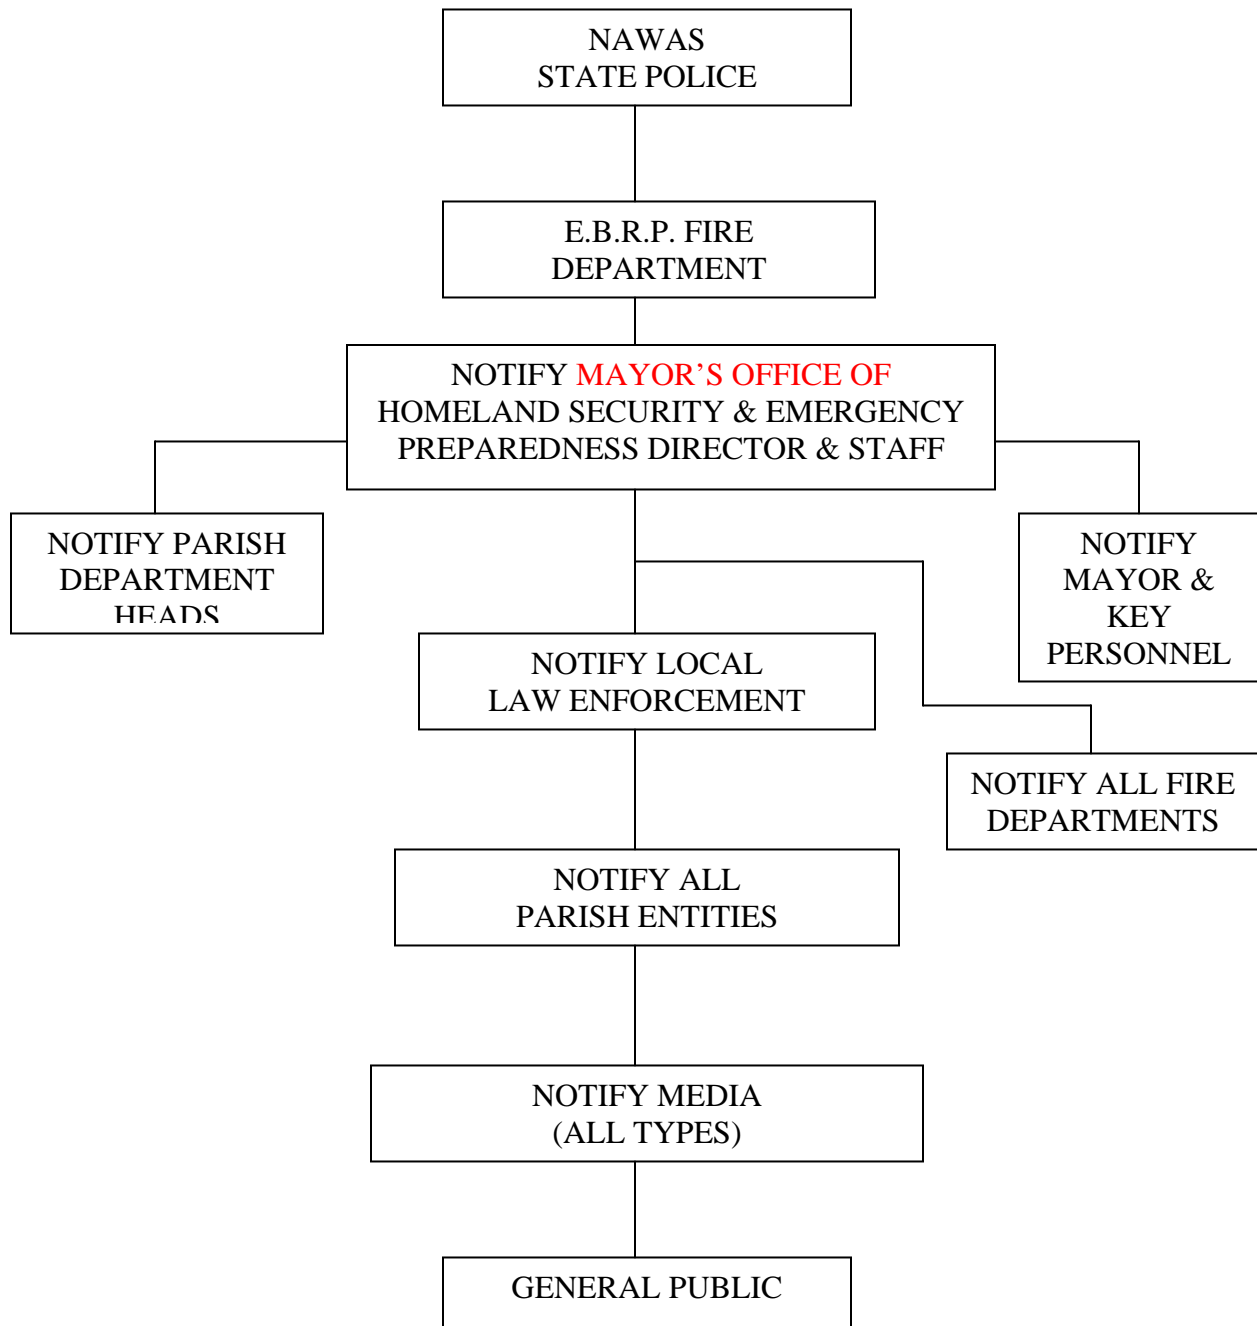 NAWAS
STATE POLICE
E.B.R.P. FIRE
DEPARTMENT
NOTIFY MAYOR’S OFFICE OF
HOMELAND SECURITY & EMERGENCY
PREPAREDNESS DIRECTOR & STAFF
NOTIFY PARISH
DEPARTMENT
HEADS
NOTIFY
MAYOR &
KEY
PERSONNEL
NOTIFY LOCAL
LAW ENFORCEMENT
NOTIFY ALL FIRE
DEPARTMENTS
NOTIFY ALL
PARISH ENTITIES
NOTIFY MEDIA
(ALL TYPES)
GENERAL PUBLIC